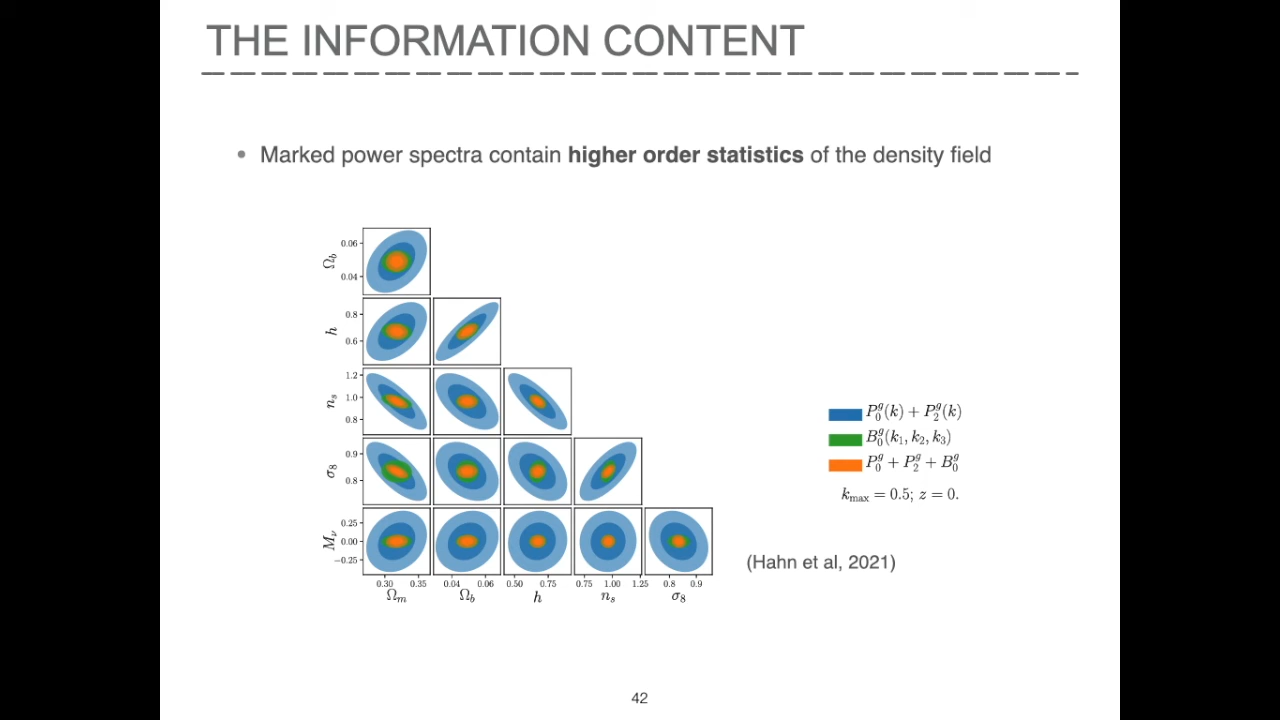 THE INFORMATION CONTENT
• Marked power spectra contain higher order statistics of the density field
Ω_b
0.06
0.04
h
0.8
0.6
n_s
1.2
1.0
0.8
σ_8
0.9
0.8
M_ν
0.25
0.00
−0.25
0.30 0.35 0.04 0.06 0.50 0.75 0.75 1.00 1.25 0.8 0.9
Ω_m Ω_b h n_s σ_8
P_0^g(k) + P_2^g(k)
B_0^g(k_1, k_2, k_3)
P_0^g + P_2^g + B_0^g
k_max = 0.5; z = 0.
(Hahn et al, 2021)
42